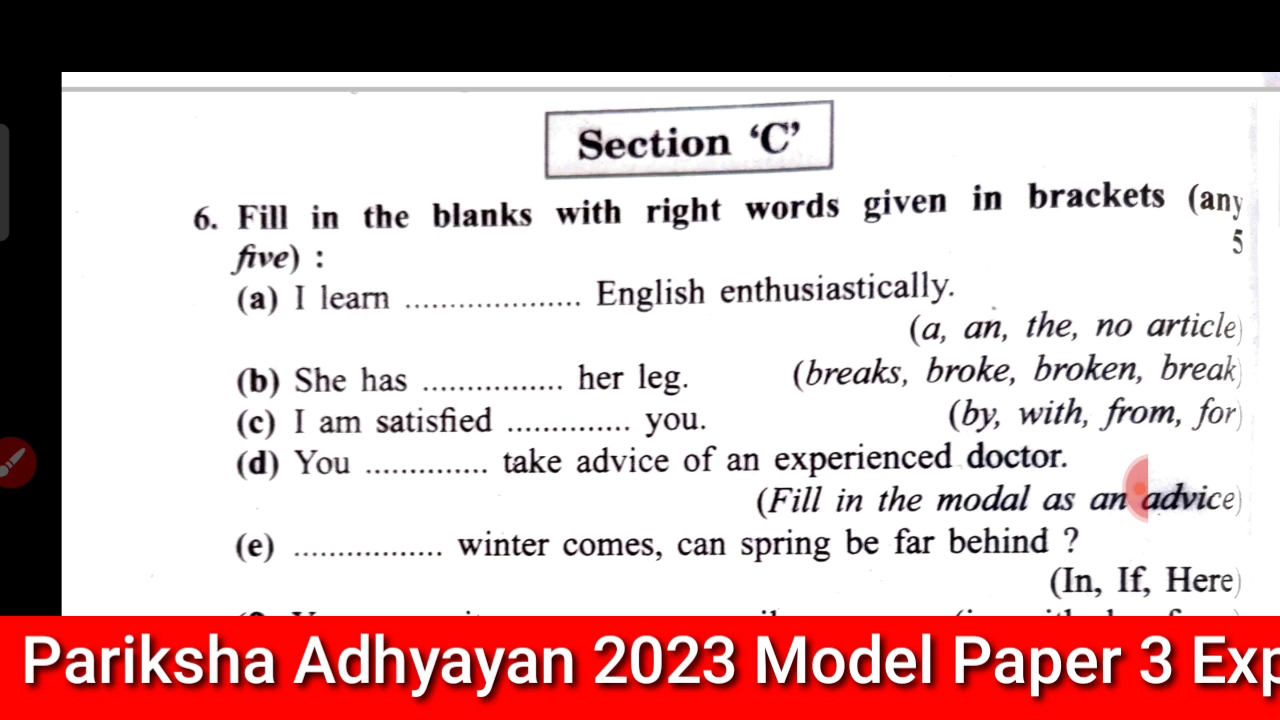 Section ‘C’
6. Fill in the blanks with right words given in brackets (any
five) : 5
(a) I learn .................... English enthusiastically.
(a, an, the, no article)
(b) She has ................ her leg. (breaks, broke, broken, break)
(c) I am satisfied .............. you. (by, with, from, for)
(d) You .............. take advice of an experienced doctor.
(Fill in the modal as an advice)
(e) ................. winter comes, can spring be far behind ?
(In, If, Here)
Pariksha Adhyayan 2023 Model Paper 3 Exp